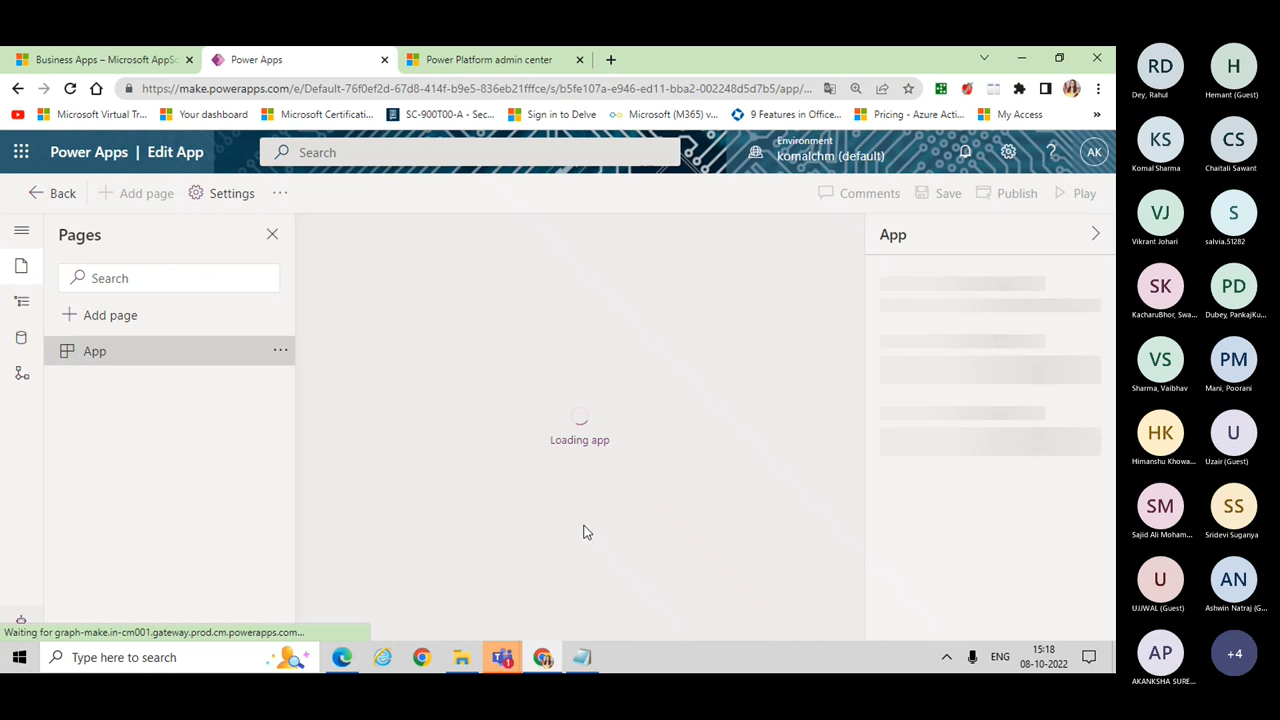 Business Apps – Microsoft AppSc
Power Apps
Power Platform admin center
https://make.powerapps.com/e/Default-76f0f42d-67d8-414f-b9e5-836eb21fffce/s/b5fe107a-e946-ed11-bba2-002248d5d7b5/app/...
Microsoft Virtual Tr...
Your dashboard
Microsoft Certificati...
SC-900T00-A - Sec...
Sign in to Delve
Microsoft (M365) v...
9 Features in Office...
Pricing - Azure Acti...
My Access
Power Apps | Edit App
Search
Environment
komalchm (default)
AK
Back
Add page
Settings
Comments
Save
Publish
Play
Pages
Search
Add page
App
Loading app
App
Waiting for graph-make.in-cm001.gateway.prod.cm.powerapps.com...
Type here to search
ENG
15:18
08-10-2022
RD
Dey, Rahul
H
Hemant (Guest)
KS
Komal Sharma
CS
Chaitali Sawant
VJ
Vikrant Johari
S
salvia.51282
SK
KacharuBhor, Swa...
PD
Dubey, PankajKu...
VS
Sharma, Vaibhav
PM
Mani, Poorani
HK
Himanshu Khowa...
U
Uzair (Guest)
SM
Sajid Ali Moham...
SS
Sridevi Suganya
U
UJJWAL (Guest)
AN
Ashwin Natraj (G...
AP
AKANKSHA SURE...
+4